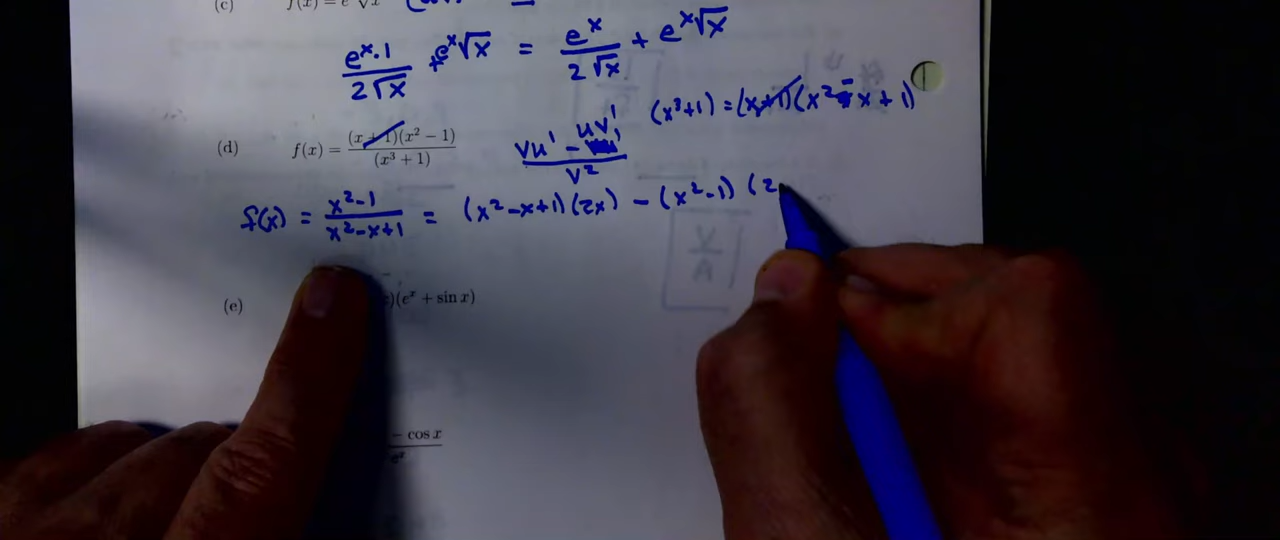 (c) f(x) = e √x
e^x · 1 / 2√x + e^x √x = e^x / 2√x + e^x √x
(x³+1) = (x+1)(x² - x + 1)
(d) f(x) = (x + 1)(x² − 1) / (x³ + 1)
vu' - uv' / v²
f(x) = x²-1 / x²-x+1 = (x²-x+1)(2x) - (x²-1) (2
(e) )(e^x + sin x)
− cos x
e^x